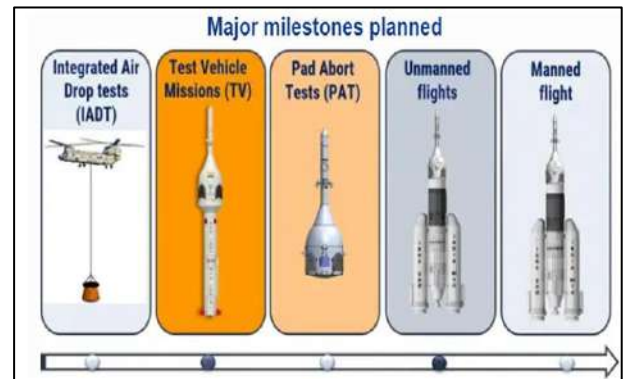 Major milestones planned
Integrated Air
Drop tests
(IADT)
Test Vehicle
Missions (TV)
Pad Abort
Tests (PAT)
Unmanned
flights
Manned
flight